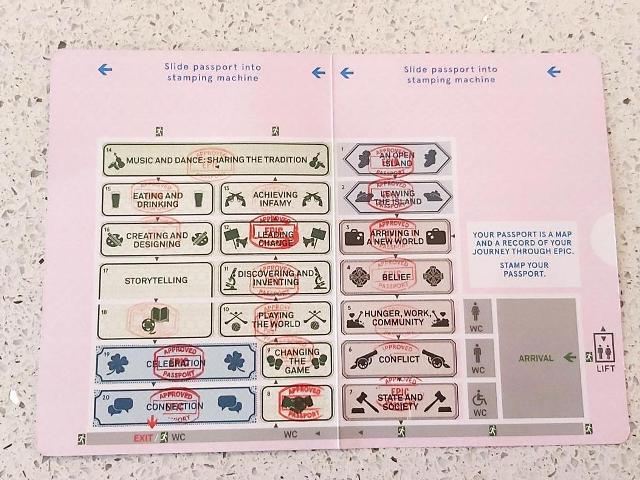 Slide passport into
stamping machine
Slide passport into
stamping machine
14
MUSIC AND DANCE: SHARING THE TRADITION
15
EATING AND
DRINKING
13
ACHIEVING
INFAMY
16
CREATING AND
DESIGNING
12
LEADING
CHANGE
17
STORYTELLING
11
DISCOVERING AND
INVENTING
18
10
PLAYING
THE WORLD
19
CELEBRATION
9
CHANGING
THE
GAME
20
CONNECTION
8
EXIT / WC
WC
1
AN OPEN
ISLAND
2
LEAVING
THE ISLAND
3
ARRIVING IN
A NEW WORLD
4
BELIEF
5
HUNGER, WORK,
COMMUNITY
6
CONFLICT
7
STATE AND
SOCIETY
WC
WC
WC
YOUR PASSPORT IS A MAP
AND A RECORD OF YOUR
JOURNEY THROUGH EPIC.
STAMP YOUR
PASSPORT.
ARRIVAL
LIFT
APPROVED
EPIC
PASSPORT